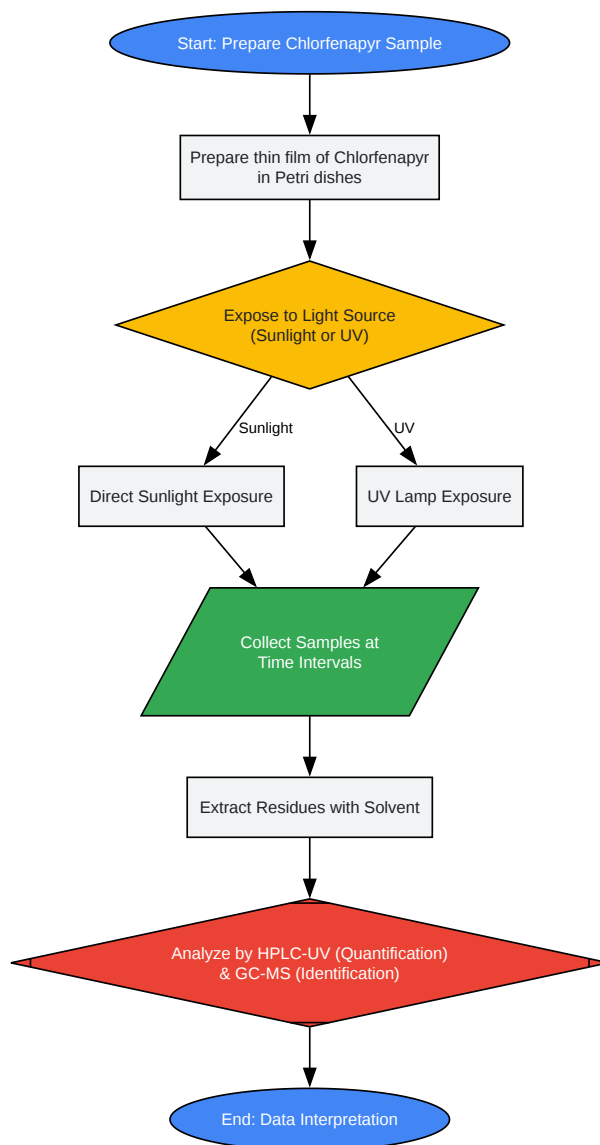 Start: Prepare Chlorfenapyr Sample
Prepare thin film of Chlorfenapyr
in Petri dishes
Expose to Light Source
(Sunlight or UV)
Sunlight
UV
Direct Sunlight Exposure
UV Lamp Exposure
Collect Samples at
Time Intervals
Extract Residues with Solvent
Analyze by HPLC-UV (Quantification)
& GC-MS (Identification)
End: Data Interpretation